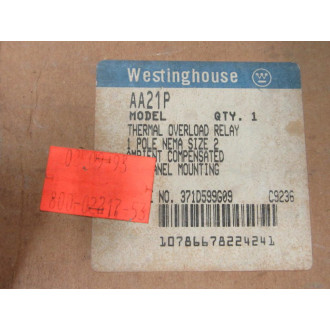 Westinghouse
AA21P
MODEL QTY. 1
THERMAL OVERLOAD RELAY
1 POLE NEMA SIZE 2
AMBIENT COMPENSATED
PANEL MOUNTING
NO. 371D599G09 C9236
10786678224241